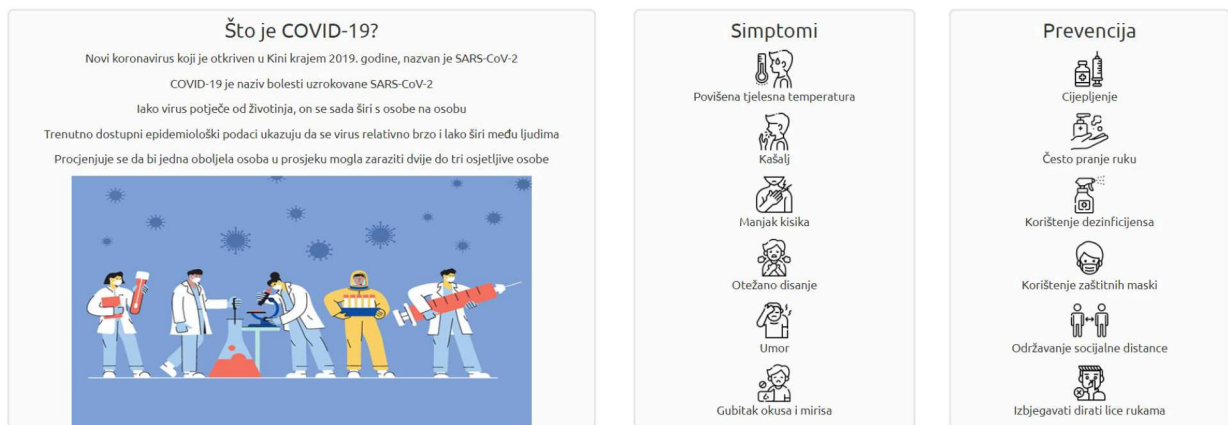 Što je COVID-19?
Novi koronavirus koji je otkriven u Kini krajem 2019. godine, nazvan je SARS-CoV-2
COVID-19 je naziv bolesti uzrokovane SARS-CoV-2
Iako virus potječe od životinja, on se sada širi s osobe na osobu
Trenutno dostupni epidemiološki podaci ukazuju da se virus relativno brzo i lako širi među ljudima
Procjenjuje se da bi jedna oboljela osoba u prosjeku mogla zaraziti dvije do tri osjetljive osobe
Simptomi
Povišena tjelesna temperatura
Kašalj
Manjak kisika
Otežano disanje
Umor
Gubitak okusa i mirisa
Prevencija
Cijepljenje
Često pranje ruku
Korištenje dezinficijensa
Korištenje zaštitnih maski
Održavanje socijalne distance
Izbjegavati dirati lice rukama